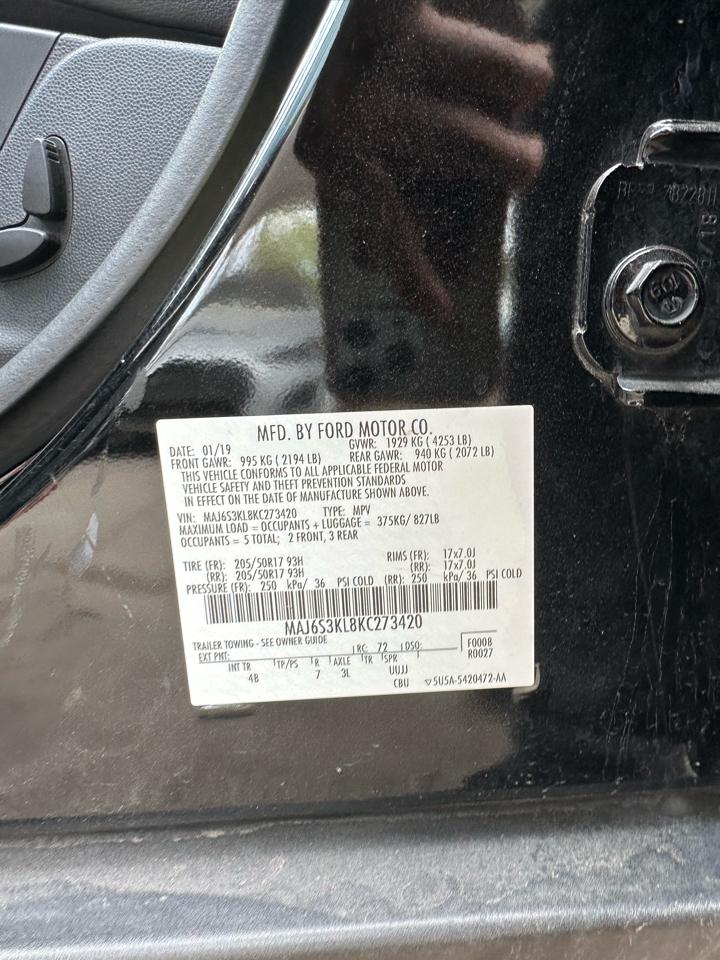 MFD. BY FORD MOTOR CO.
DATE: 01/19 GVWR: 1929 KG ( 4253 LB)
FRONT GAWR: 995 KG ( 2194 LB) REAR GAWR: 940 KG ( 2072 LB)
THIS VEHICLE CONFORMS TO ALL APPLICABLE FEDERAL MOTOR
VEHICLE SAFETY AND THEFT PREVENTION STANDARDS
IN EFFECT ON THE DATE OF MANUFACTURE SHOWN ABOVE.
VIN: MAJ6S3KL8KC273420 TYPE: MPV
MAXIMUM LOAD = OCCUPANTS + LUGGAGE = 375KG/ 827LB
OCCUPANTS = 5 TOTAL; 2 FRONT, 3 REAR
TIRE (FR): 205/50R17 93H RIMS (FR): 17x7.0J
(RR): 205/50R17 93H (RR): 17x7.0J
PRESSURE (FR): 250 kPa/ 36 PSI COLD (RR): 250 kPa/ 36 PSI COLD
MAJ6S3KL8KC273420
TRAILER TOWING - SEE OWNER GUIDE
EXT PNT: RC: 72 DSO: F0008
INT TR TP/PS R AXLE TR SPR R0027
4B 7 3L UUJJ
CBU ▽5U5A-5420472-AA